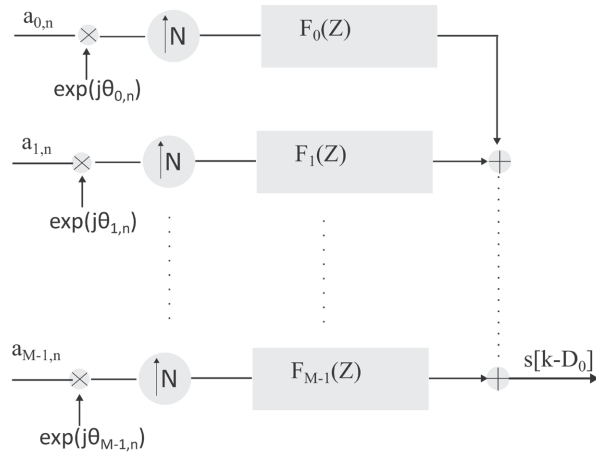 a0,n
N
F0(Z)
exp(jθ0,n)
a1,n
N
F1(Z)
exp(jθ1,n)
aM-1,n
N
FM-1(Z)
s[k-D0]
exp(jθM-1,n)